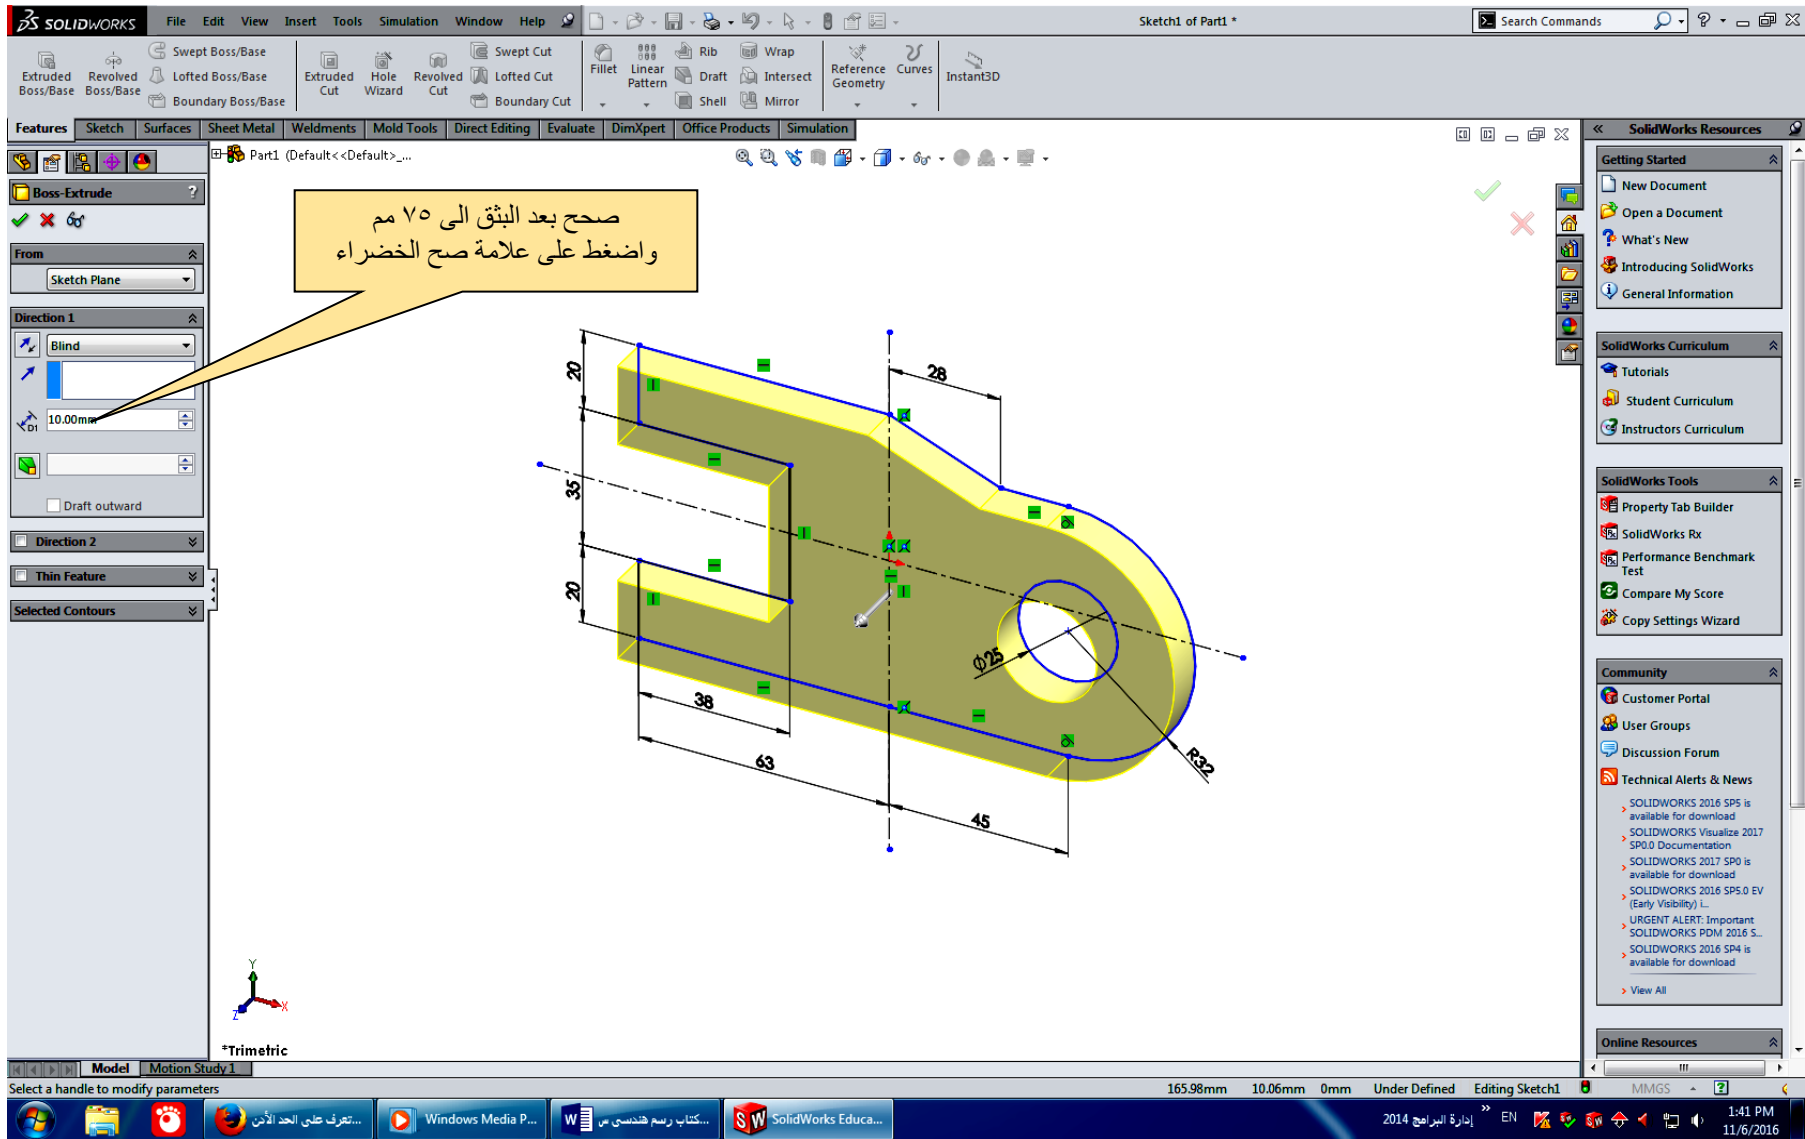 SOLIDWORKS File Edit View Insert Tools Simulation Window Help
Sketch1 of Part1 *
Search Commands
Extruded Boss/Base
Revolved Boss/Base
Swept Boss/Base
Lofted Boss/Base
Boundary Boss/Base
Extruded Cut
Hole Wizard
Revolved Cut
Swept Cut
Lofted Cut
Boundary Cut
Fillet
Linear Pattern
Rib
Draft
Shell
Wrap
Intersect
Mirror
Reference Geometry
Curves
Instant3D
Features Sketch Surfaces Sheet Metal Weldments Mold Tools Direct Editing Evaluate DimXpert Office Products Simulation
Part1 (Default<<Default>_...
Boss-Extrude ?
From
Sketch Plane
Direction 1
Blind
D1
10.00mm
Draft outward
Direction 2
Thin Feature
Selected Contours
صحح بعد البثق الى ٧٥ مم
واضغط على علامة صح الخضراء
20
28
35
20
Φ25
38
R32
63
45
Y
X
Z
*Trimetric
SolidWorks Resources
Getting Started
New Document
Open a Document
What's New
Introducing SolidWorks
General Information
SolidWorks Curriculum
Tutorials
Student Curriculum
Instructors Curriculum
SolidWorks Tools
Property Tab Builder
SolidWorks Rx
Performance Benchmark
Test
Compare My Score
Copy Settings Wizard
Community
Customer Portal
User Groups
Discussion Forum
Technical Alerts & News
SOLIDWORKS 2016 SP5 is
available for download
SOLIDWORKS Visualize 2017
SP0.0 Documentation
SOLIDWORKS 2017 SP0 is
available for download
SOLIDWORKS 2016 SP5.0 EV
(Early Visibility) i...
URGENT ALERT: Important
SOLIDWORKS PDM 2016 S...
SOLIDWORKS 2016 SP4 is
available for download
View All
Online Resources
Model Motion Study 1
Select a handle to modify parameters
165.98mm 10.06mm 0mm Under Defined Editing Sketch1 MMGS
تعرف على الحد الأدن...
Windows Media P...
كتاب رسم هندسى س...
SolidWorks Educa...
إدارة البرامج 2014
EN
1:41 PM
11/6/2016